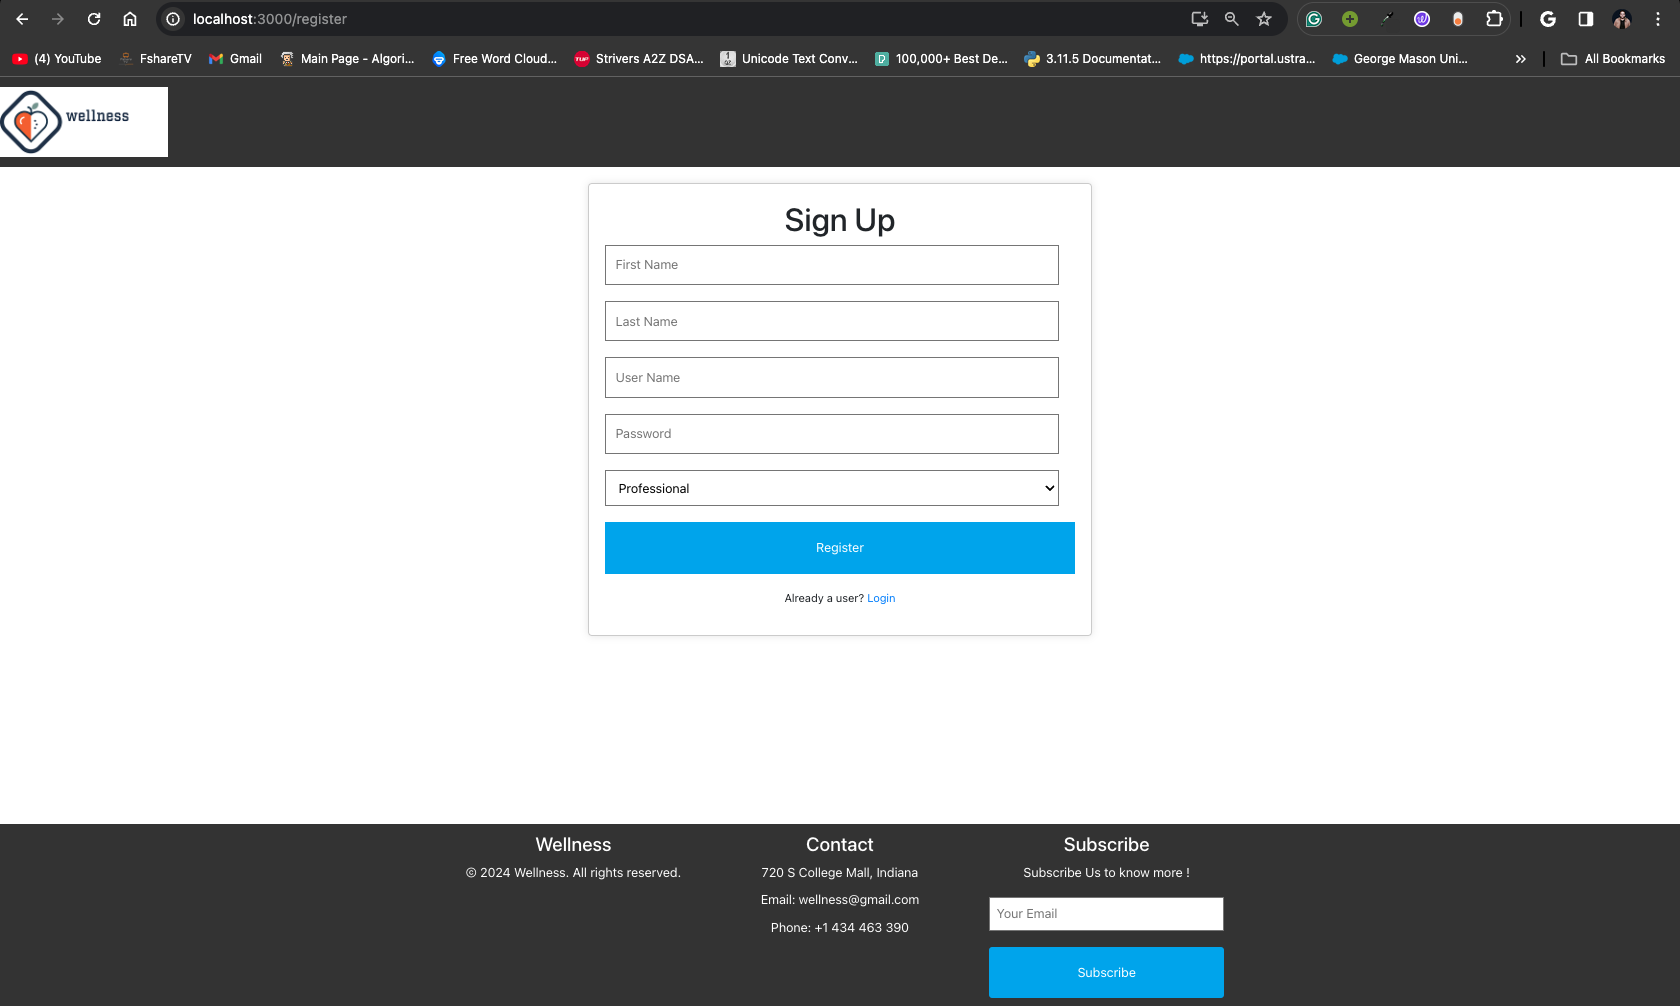 localhost:3000/register
(4) YouTube
FshareTV
Gmail
Main Page - Algori...
Free Word Cloud...
Strivers A2Z DSA...
Unicode Text Conv...
100,000+ Best De...
3.11.5 Documentat...
https://portal.ustra...
George Mason Uni...
All Bookmarks
wellness
Sign Up
First Name
Last Name
User Name
Password
Professional
Register
Already a user? Login
Wellness
© 2024 Wellness. All rights reserved.
Contact
720 S College Mall, Indiana
Email: wellness@gmail.com
Phone: +1 434 463 390
Subscribe
Subscribe Us to know more !
Your Email
Subscribe